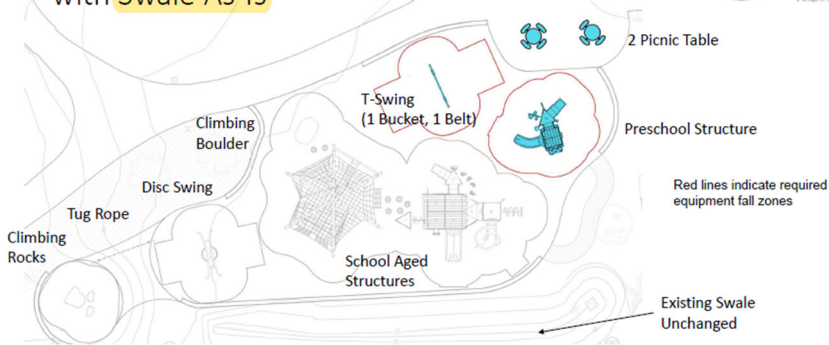 with Swale As-Is
2 Picnic Table
T-Swing
(1 Bucket, 1 Belt)
Climbing
Boulder
Preschool Structure
Disc Swing
Red lines indicate required
equipment fall zones
Tug Rope
Climbing
Rocks
School Aged
Structures
Existing Swale
Unchanged